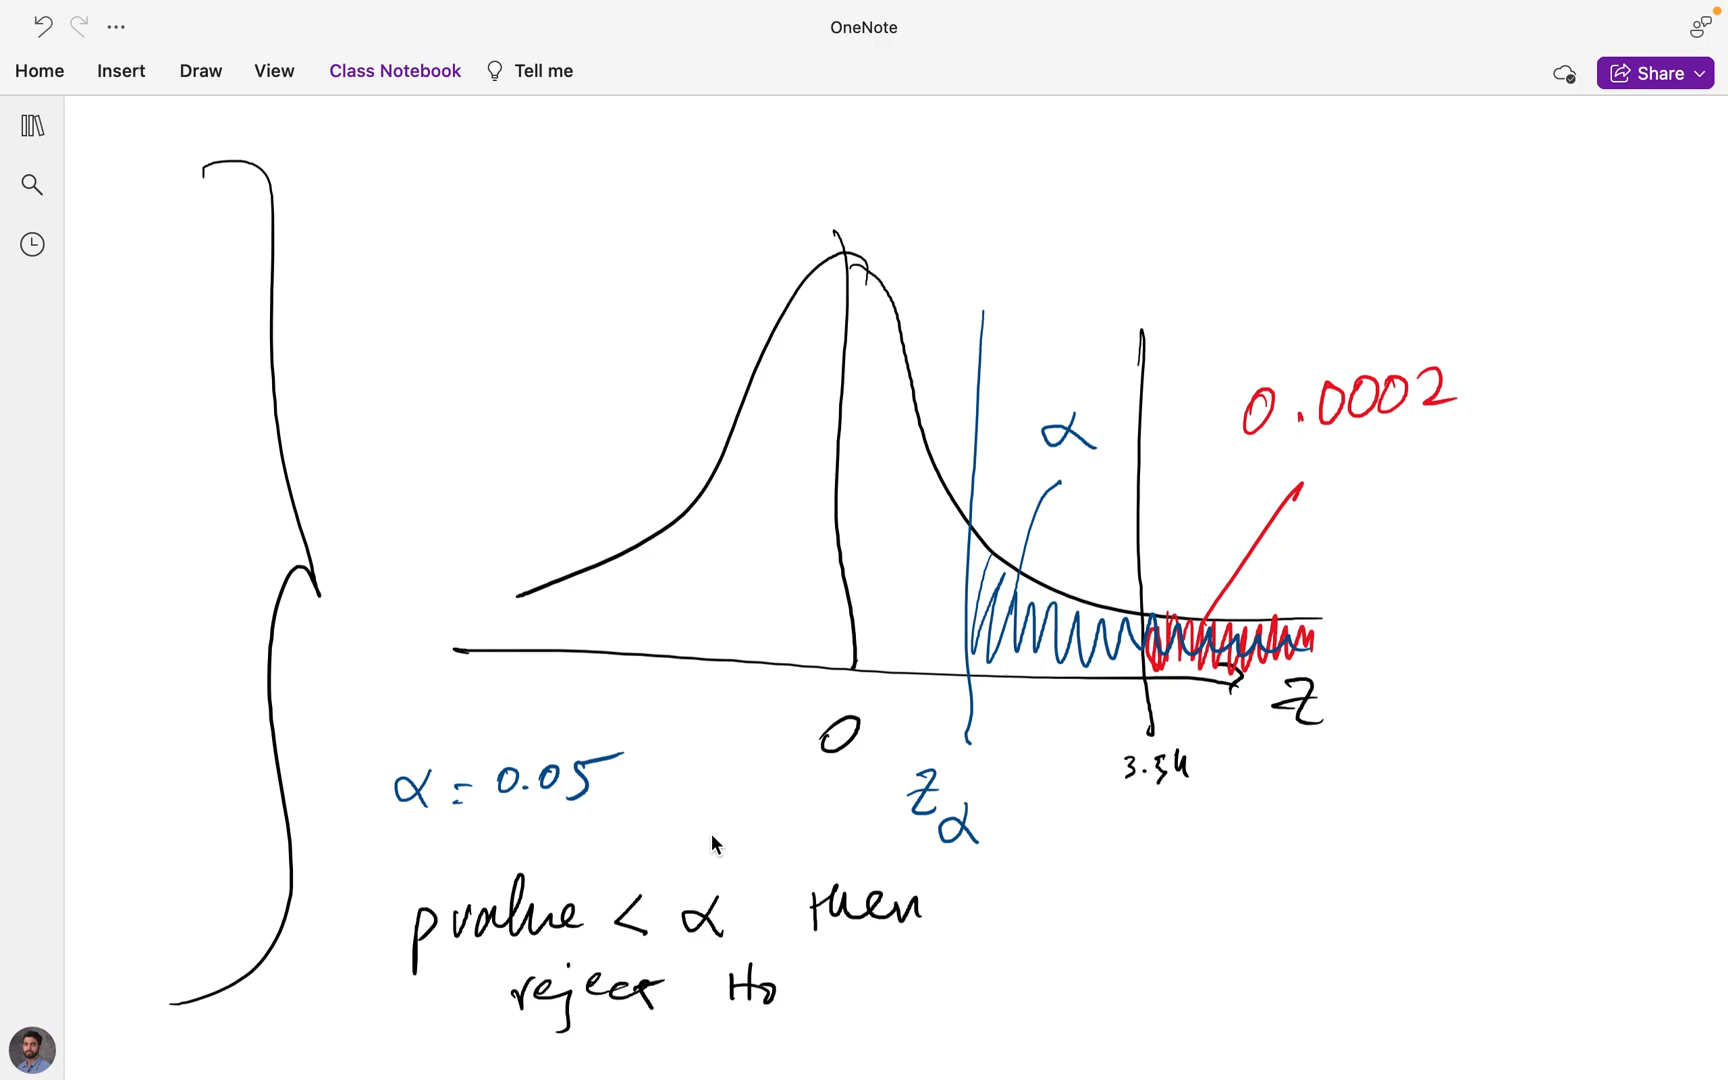 OneNote
Home Insert Draw View Class Notebook Tell me
Share
α
0.0002
0
Z
3.54
α = 0.05
Zα
pvalue < α then
reject Ho